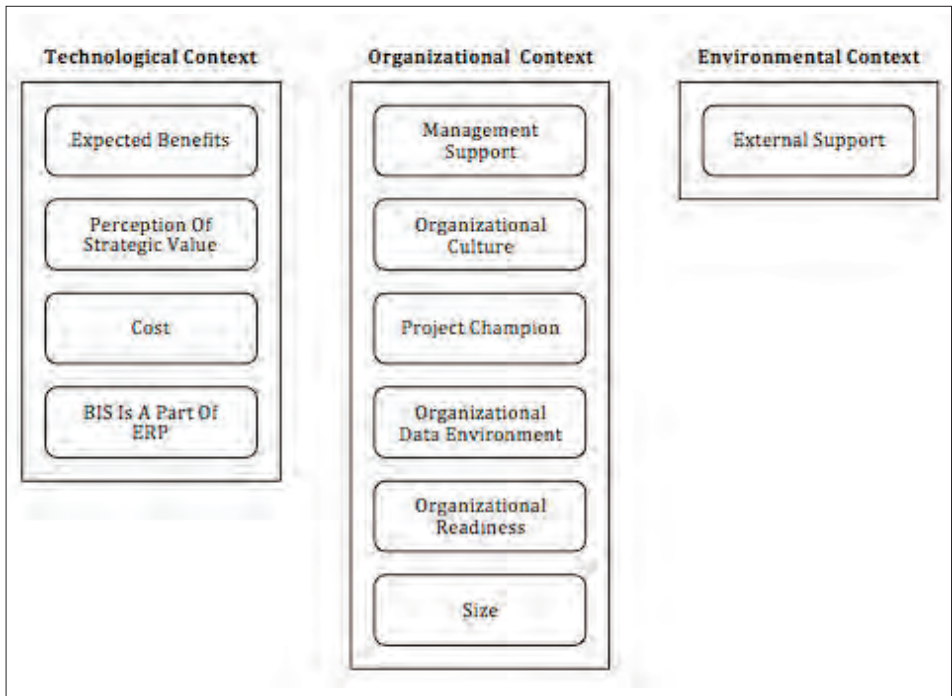 Technological Context
Expected Benefits
Perception Of
Strategic Value
Cost
BIS Is A Part Of
ERP
Organizational Context
Management
Support
Organizational
Culture
Project Champion
Organizational
Data Environment
Organizational
Readiness
Size
Environmental Context
External Support